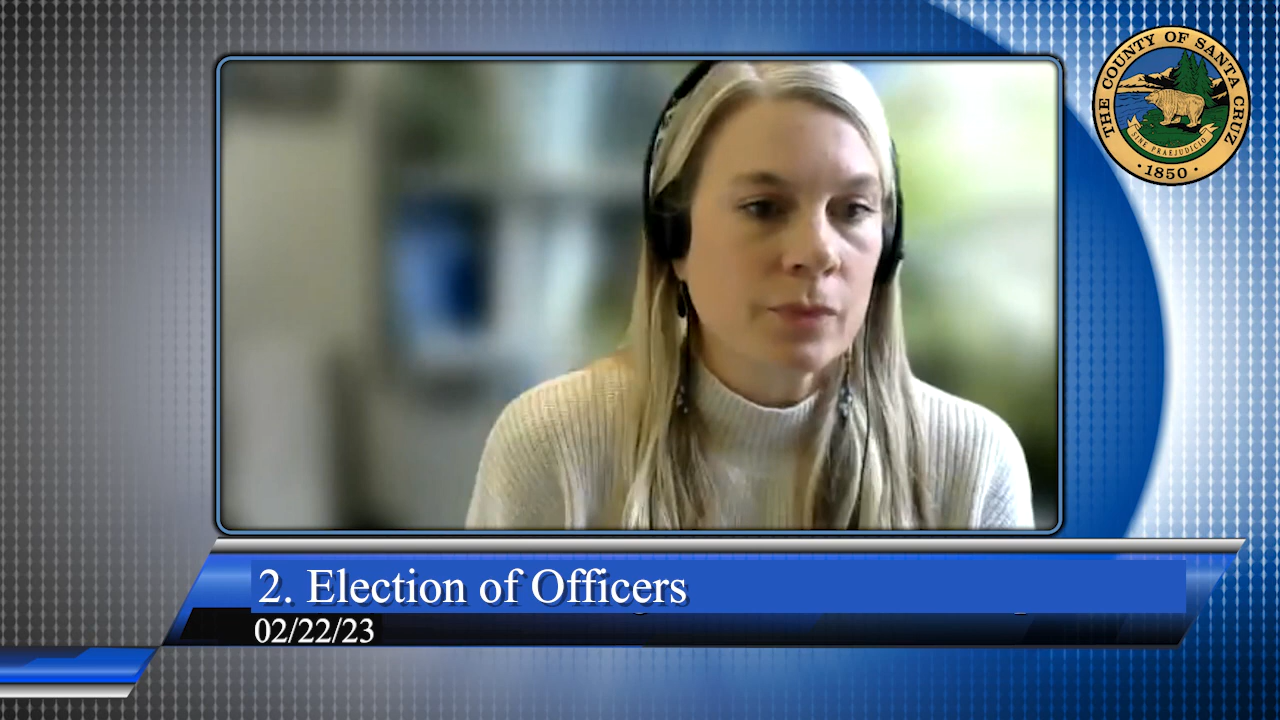 THE COUNTY OF SANTA CRUZ
SINE PRAEJUDICIO
· 1850 ·
2. Election of Officers
02/22/23